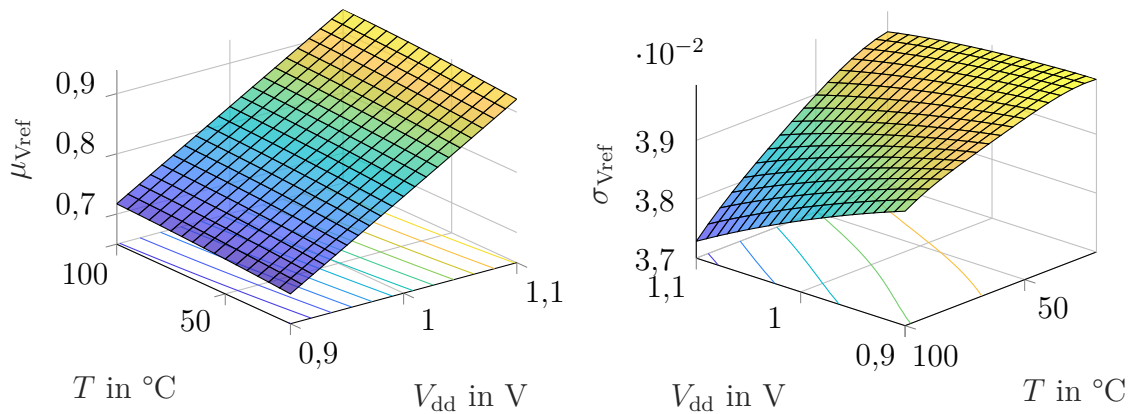 0,9
0,8
0,7
μVref
100
50
0,9
1
1,1
T in °C
Vdd in V
·10−2
3,9
3,8
3,7
σVref
1,1
1
0,9
100
50
Vdd in V
T in °C